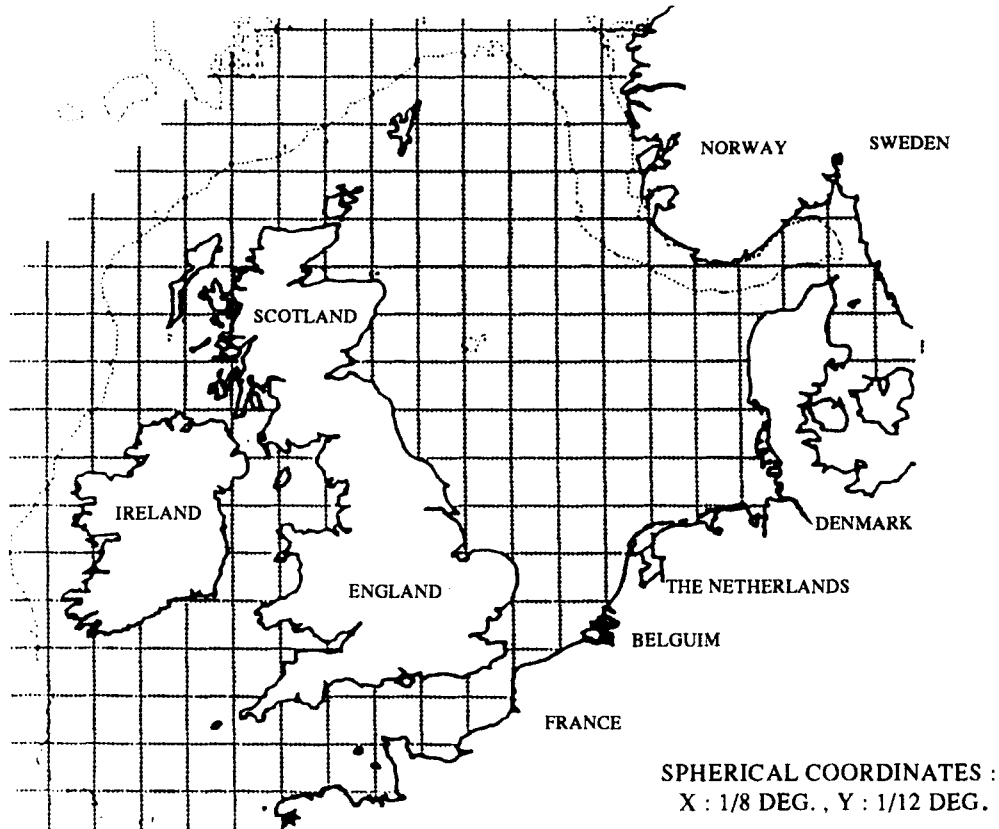 NORWAY
SWEDEN
SCOTLAND
IRELAND
DENMARK
ENGLAND
THE NETHERLANDS
BELGUIM
FRANCE
SPHERICAL COORDINATES :
X : 1/8 DEG. , Y : 1/12 DEG.